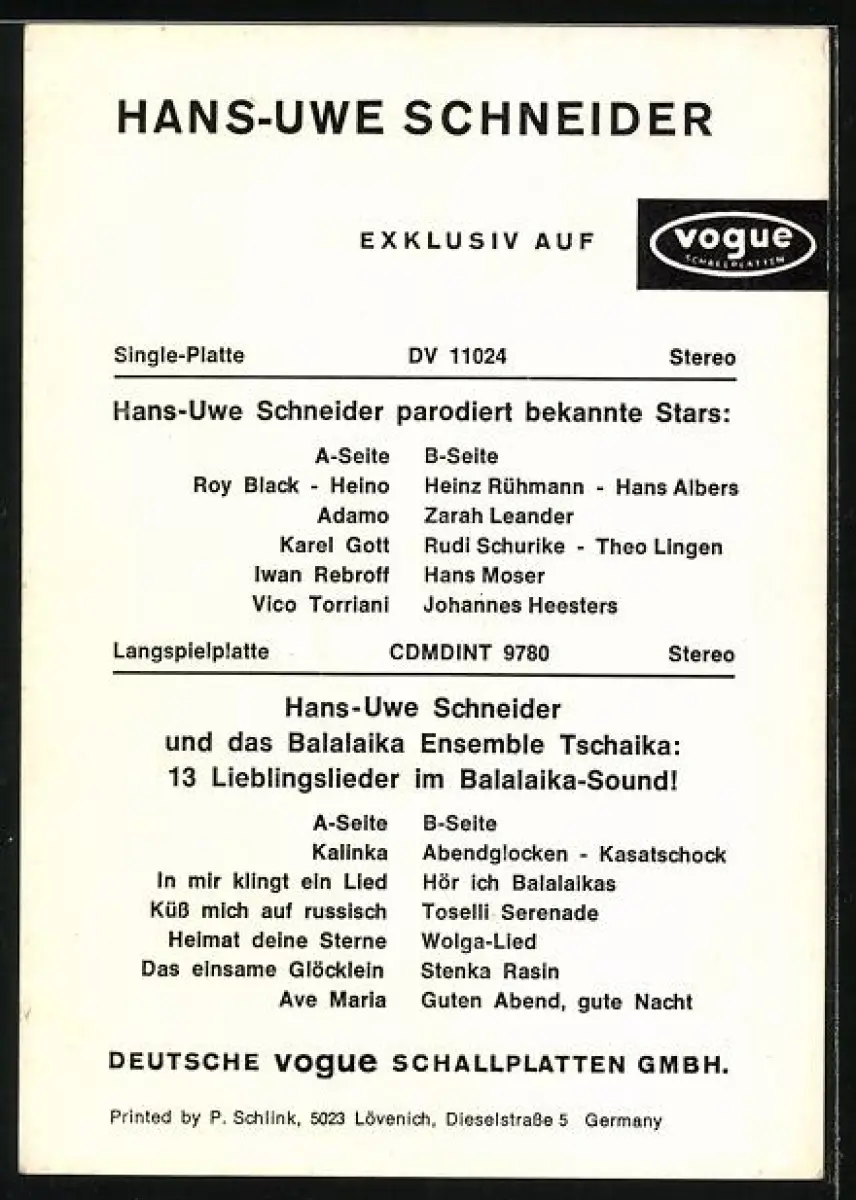 HANS-UWE SCHNEIDER
EXKLUSIV AUF vogue
SCHALLPLATTEN
Single-Platte DV 11024 Stereo
Hans-Uwe Schneider parodiert bekannte Stars:
A-Seite B-Seite
Roy Black - Heino Heinz Rühmann - Hans Albers
Adamo Zarah Leander
Karel Gott Rudi Schurike - Theo Lingen
Iwan Rebroff Hans Moser
Vico Torriani Johannes Heesters
Langspielplatte CDMDINT 9780 Stereo
Hans-Uwe Schneider
und das Balalaika Ensemble Tschaika:
13 Lieblingslieder im Balalaika-Sound!
A-Seite B-Seite
Kalinka Abendglocken - Kasatschock
In mir klingt ein Lied Hör ich Balalaikas
Küß mich auf russisch Toselli Serenade
Heimat deine Sterne Wolga-Lied
Das einsame Glöcklein Stenka Rasin
Ave Maria Guten Abend, gute Nacht
DEUTSCHE vogue SCHALLPLATTEN GMBH.
Printed by P. Schlink, 5023 Lövenich, Dieselstraße 5 Germany